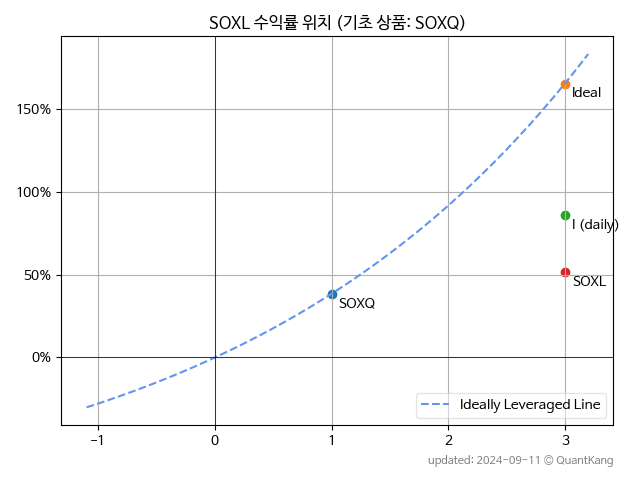 SOXL 수익률 위치 (기초 상품: SOXQ)
150%
100%
50%
0%
Ideal
I (daily)
SOXL
SOXQ
Ideally Leveraged Line
-1
0
1
2
3
updated: 2024-09-11 © QuantKang